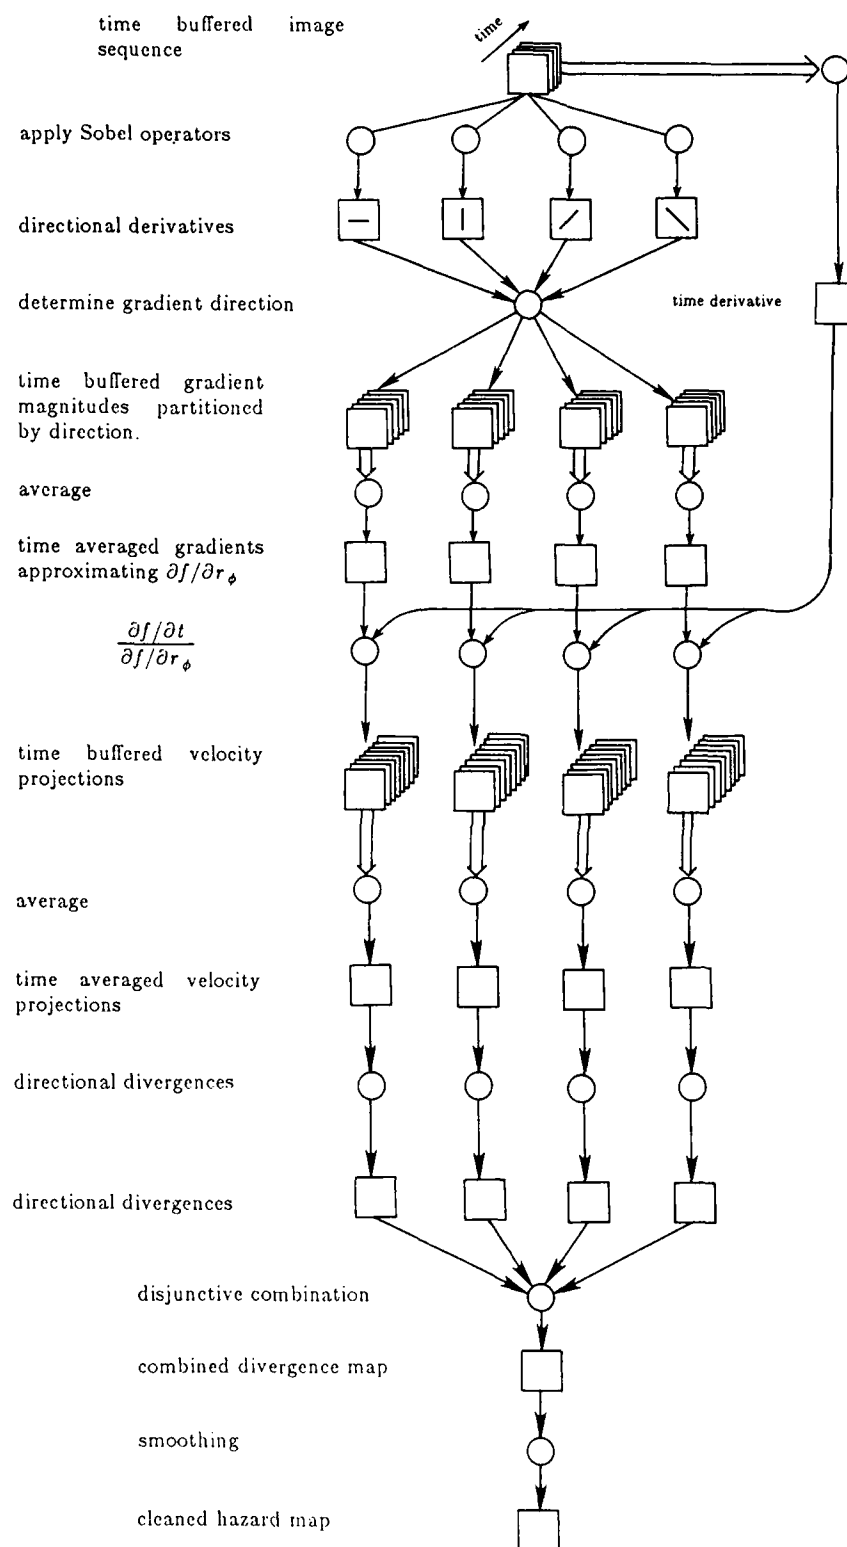 time buffered image
sequence
time
apply Sobel operators
directional derivatives
determine gradient direction
time derivative
time buffered gradient
magnitudes partitioned
by direction.
average
time averaged gradients
approximating ∂f/∂r_ϕ
∂f/∂t
∂f/∂r_ϕ
time buffered velocity
projections
average
time averaged velocity
projections
directional divergences
directional divergences
disjunctive combination
combined divergence map
smoothing
cleaned hazard map